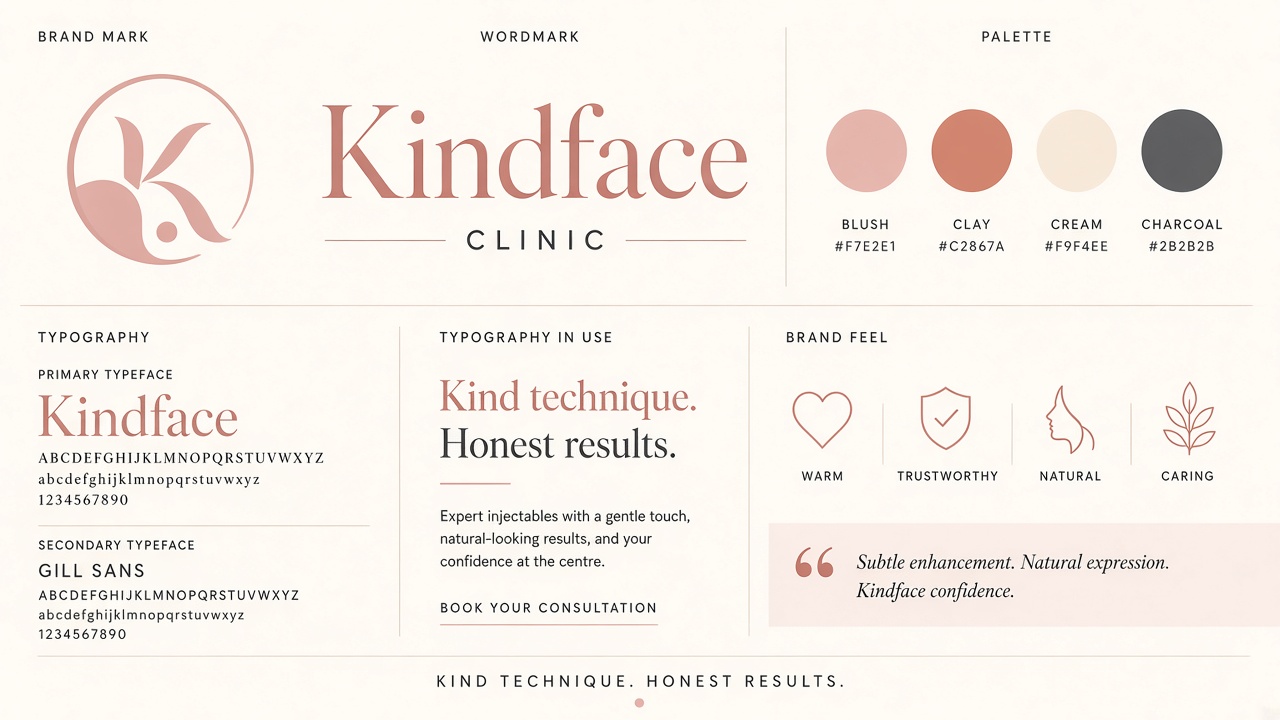 BRAND MARK
WORDMARK
Kindface
CLINIC
PALETTE
BLUSH
#F7E2E1
CLAY
#C2867A
CREAM
#F9F4EE
CHARCOAL
#2B2B2B
TYPOGRAPHY
PRIMARY TYPEFACE
Kindface
ABCDEFGHIJKLMNOPQRSTUVWXYZ
abcdefghijklmnopqrstuvwxyz
1234567890
SECONDARY TYPEFACE
GILL SANS
ABCDEFGHIJKLMNOPQRSTUVWXYZ
abcdefghijklmnopqrstuvwxyz
1234567890
TYPOGRAPHY IN USE
Kind technique.
Honest results.
Expert injectables with a gentle touch,
natural-looking results, and your
confidence at the centre.
BOOK YOUR CONSULTATION
BRAND FEEL
WARM
TRUSTWORTHY
NATURAL
CARING
“ Subtle enhancement. Natural expression.
Kindface confidence.
KIND TECHNIQUE. HONEST RESULTS.